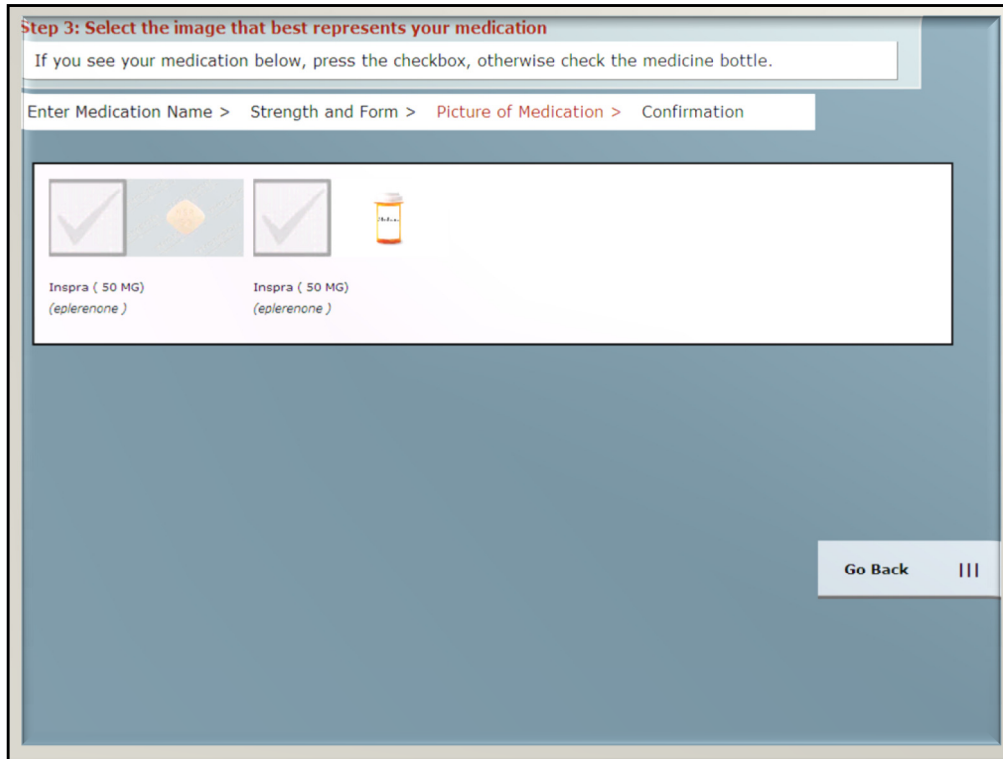 Step 3: Select the image that best represents your medication
If you see your medication below, press the checkbox, otherwise check the medicine bottle.
Enter Medication Name > Strength and Form > Picture of Medication > Confirmation
Inspra ( 50 MG)
(eplerenone )
Inspra ( 50 MG)
(eplerenone )
Go Back |||